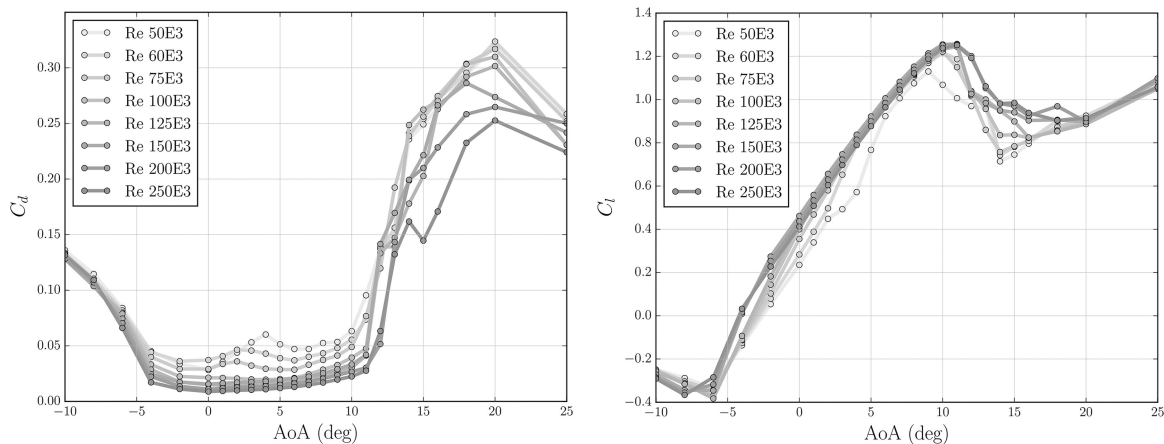 Re 50E3
Re 60E3
Re 75E3
Re 100E3
Re 125E3
Re 150E3
Re 200E3
Re 250E3
0.30
0.25
0.20
0.15
0.10
0.05
0.00
C_d
−10
−5
0
5
10
15
20
25
AoA (deg)
Re 50E3
Re 60E3
Re 75E3
Re 100E3
Re 125E3
Re 150E3
Re 200E3
Re 250E3
1.4
1.2
1.0
0.8
0.6
0.4
0.2
0.0
−0.2
−0.4
C_l
−10
−5
0
5
10
15
20
25
AoA (deg)